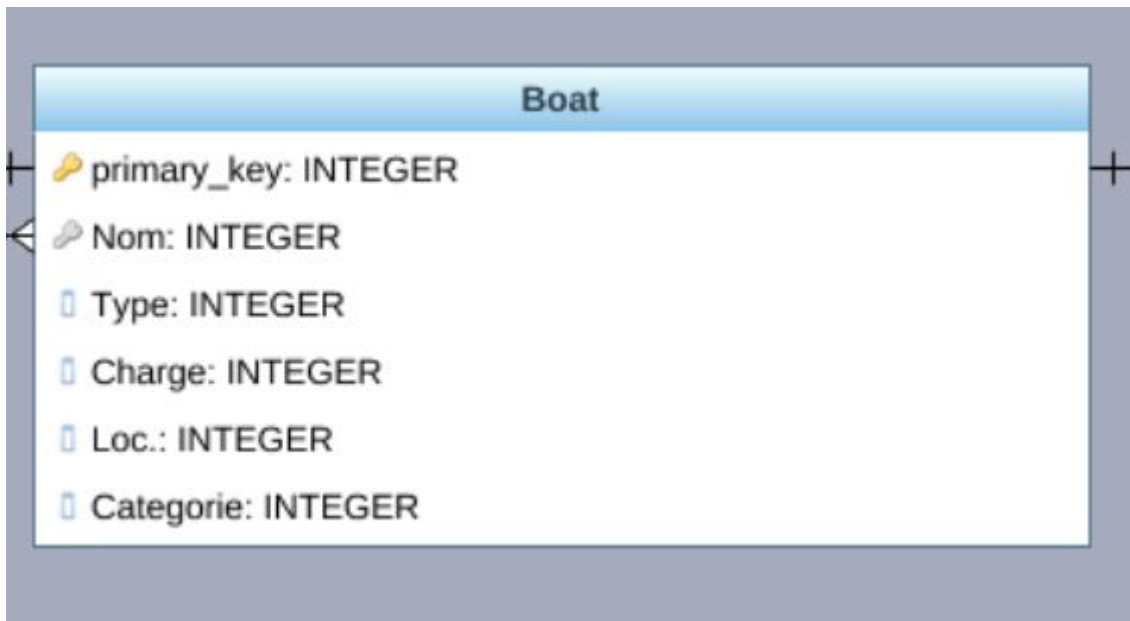 Boat
primary_key: INTEGER
Nom: INTEGER
Type: INTEGER
Charge: INTEGER
Loc.: INTEGER
Categorie: INTEGER